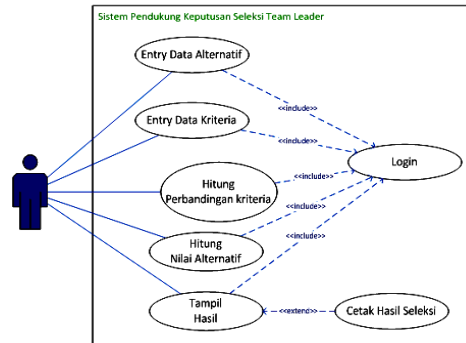 Sistem Pendukung Keputusan Seleksi Team Leader
Entry Data Alternatif
<<include>>
Entry Data Kriteria
<<include>>
Login
Hitung
Perbandingan kriteria
<<include>>
<<include>>
Hitung
Nilai Alternatif
<<include>>
Tampil
Hasil
<<extend>>
Cetak Hasil Seleksi